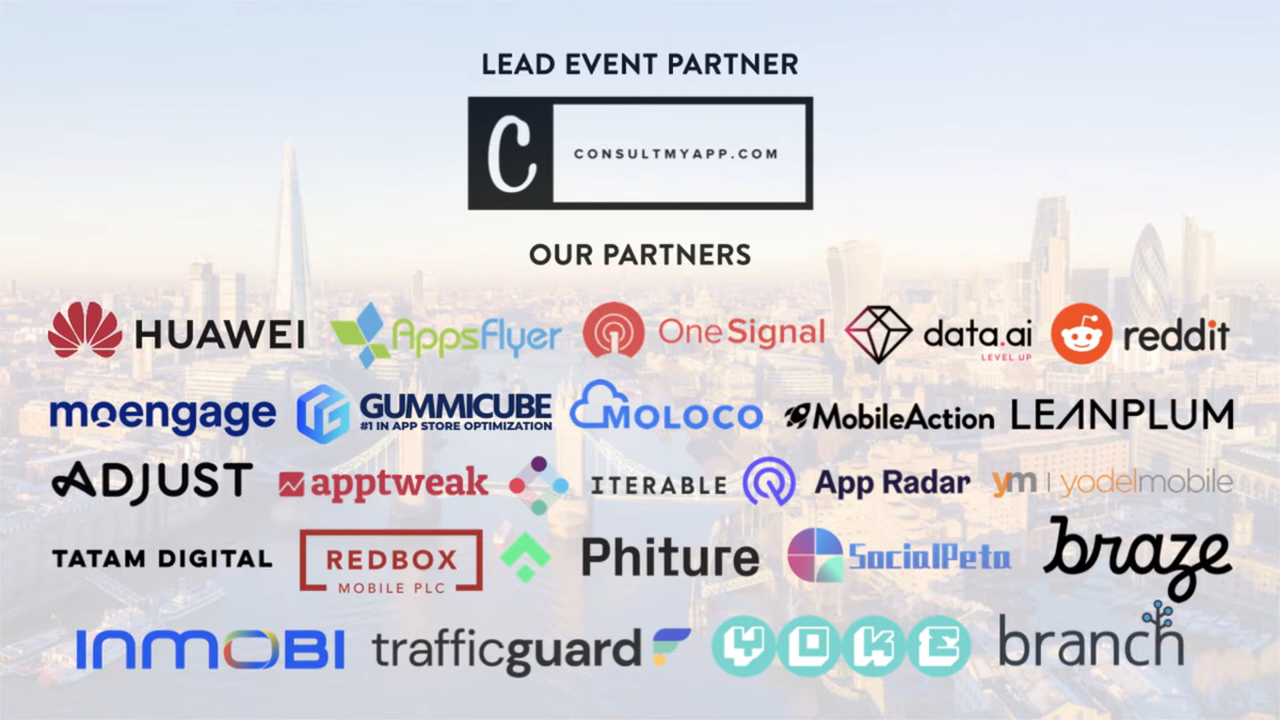 LEAD EVENT PARTNER
C CONSULTMYAPP.COM
OUR PARTNERS
HUAWEI AppsFlyer OneSignal data.ai reddit
LEVEL UP
moengage GUMMICUBE MOLOCO MobileAction LEANPLUM
#1 IN APP STORE OPTIMIZATION
ADJUST apptweak ITERABLE App Radar ym | yodelmobile
TATAM DIGITAL REDBOX Phiture SocialPeta braze
MOBILE PLC
INMOBI trafficguard YOKE branch